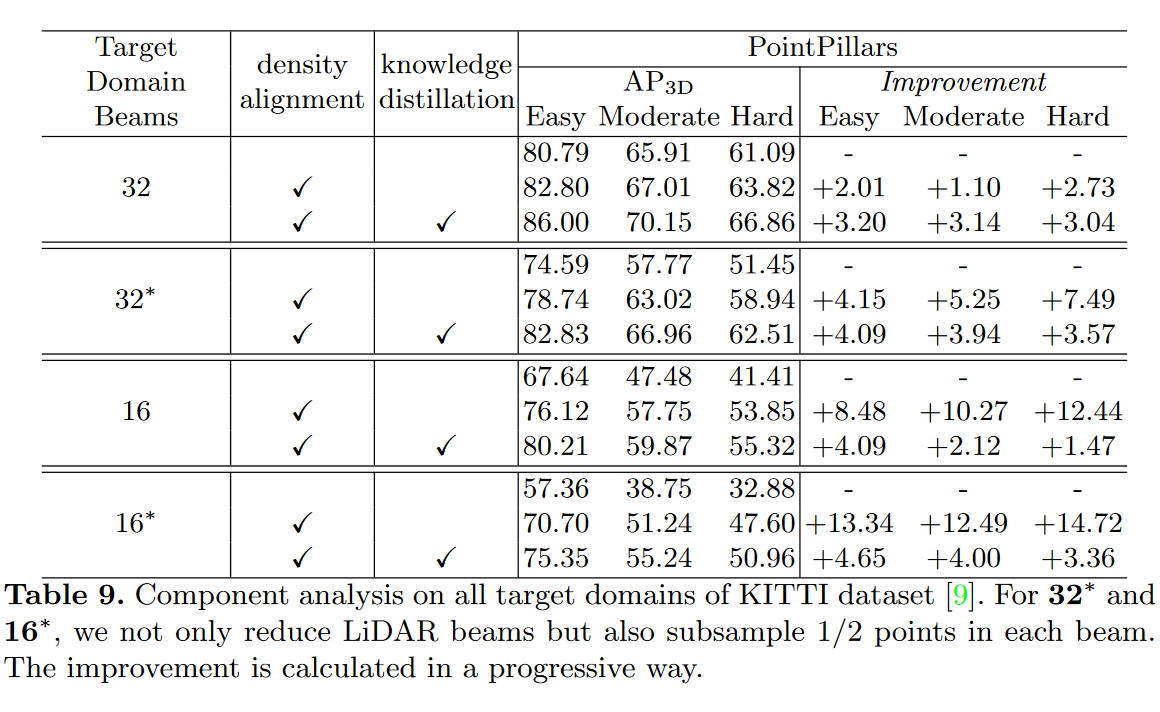 Target Domain Beams | density alignment | knowledge distillation | PointPillars
AP3D | Improvement
Easy Moderate Hard | Easy Moderate Hard
80.79 65.91 61.09 - - -
32 ✓ 82.80 67.01 63.82 +2.01 +1.10 +2.73
✓ ✓ 86.00 70.15 66.86 +3.20 +3.14 +3.04
74.59 57.77 51.45 - - -
32* ✓ 78.74 63.02 58.94 +4.15 +5.25 +7.49
✓ ✓ 82.83 66.96 62.51 +4.09 +3.94 +3.57
67.64 47.48 41.41 - - -
16 ✓ 76.12 57.75 53.85 +8.48 +10.27 +12.44
✓ ✓ 80.21 59.87 55.32 +4.09 +2.12 +1.47
57.36 38.75 32.88 - - -
16* ✓ 70.70 51.24 47.60 +13.34 +12.49 +14.72
✓ ✓ 75.35 55.24 50.96 +4.65 +4.00 +3.36
Table 9. Component analysis on all target domains of KITTI dataset [9]. For 32* and
16*, we not only reduce LiDAR beams but also subsample 1/2 points in each beam.
The improvement is calculated in a progressive way.